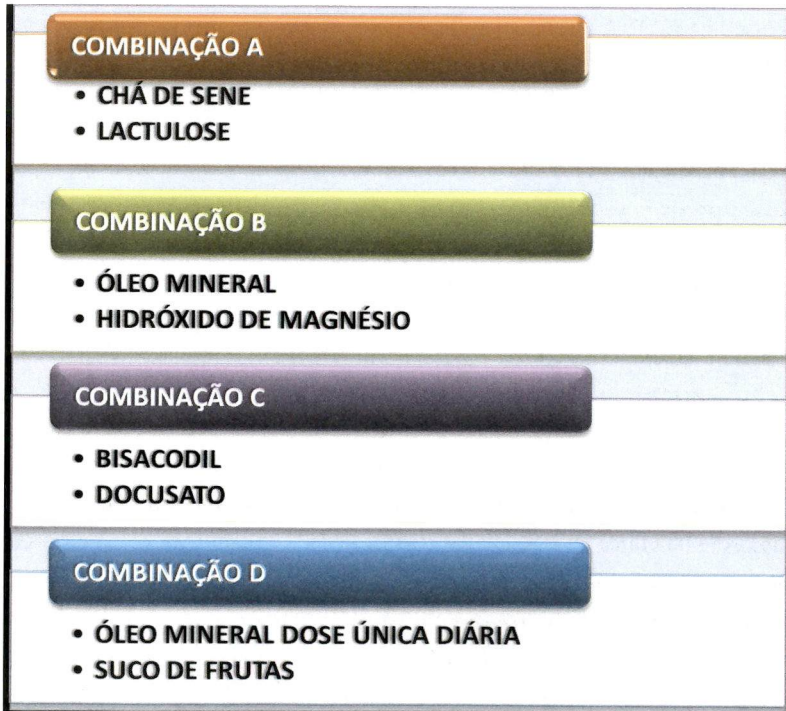 COMBINAÇÃO A
• CHÁ DE SENE
• LACTULOSE
COMBINAÇÃO B
• ÓLEO MINERAL
• HIDRÓXIDO DE MAGNÉSIO
COMBINAÇÃO C
• BISACODIL
• DOCUSATO
COMBINAÇÃO D
• ÓLEO MINERAL DOSE ÚNICA DIÁRIA
• SUCO DE FRUTAS